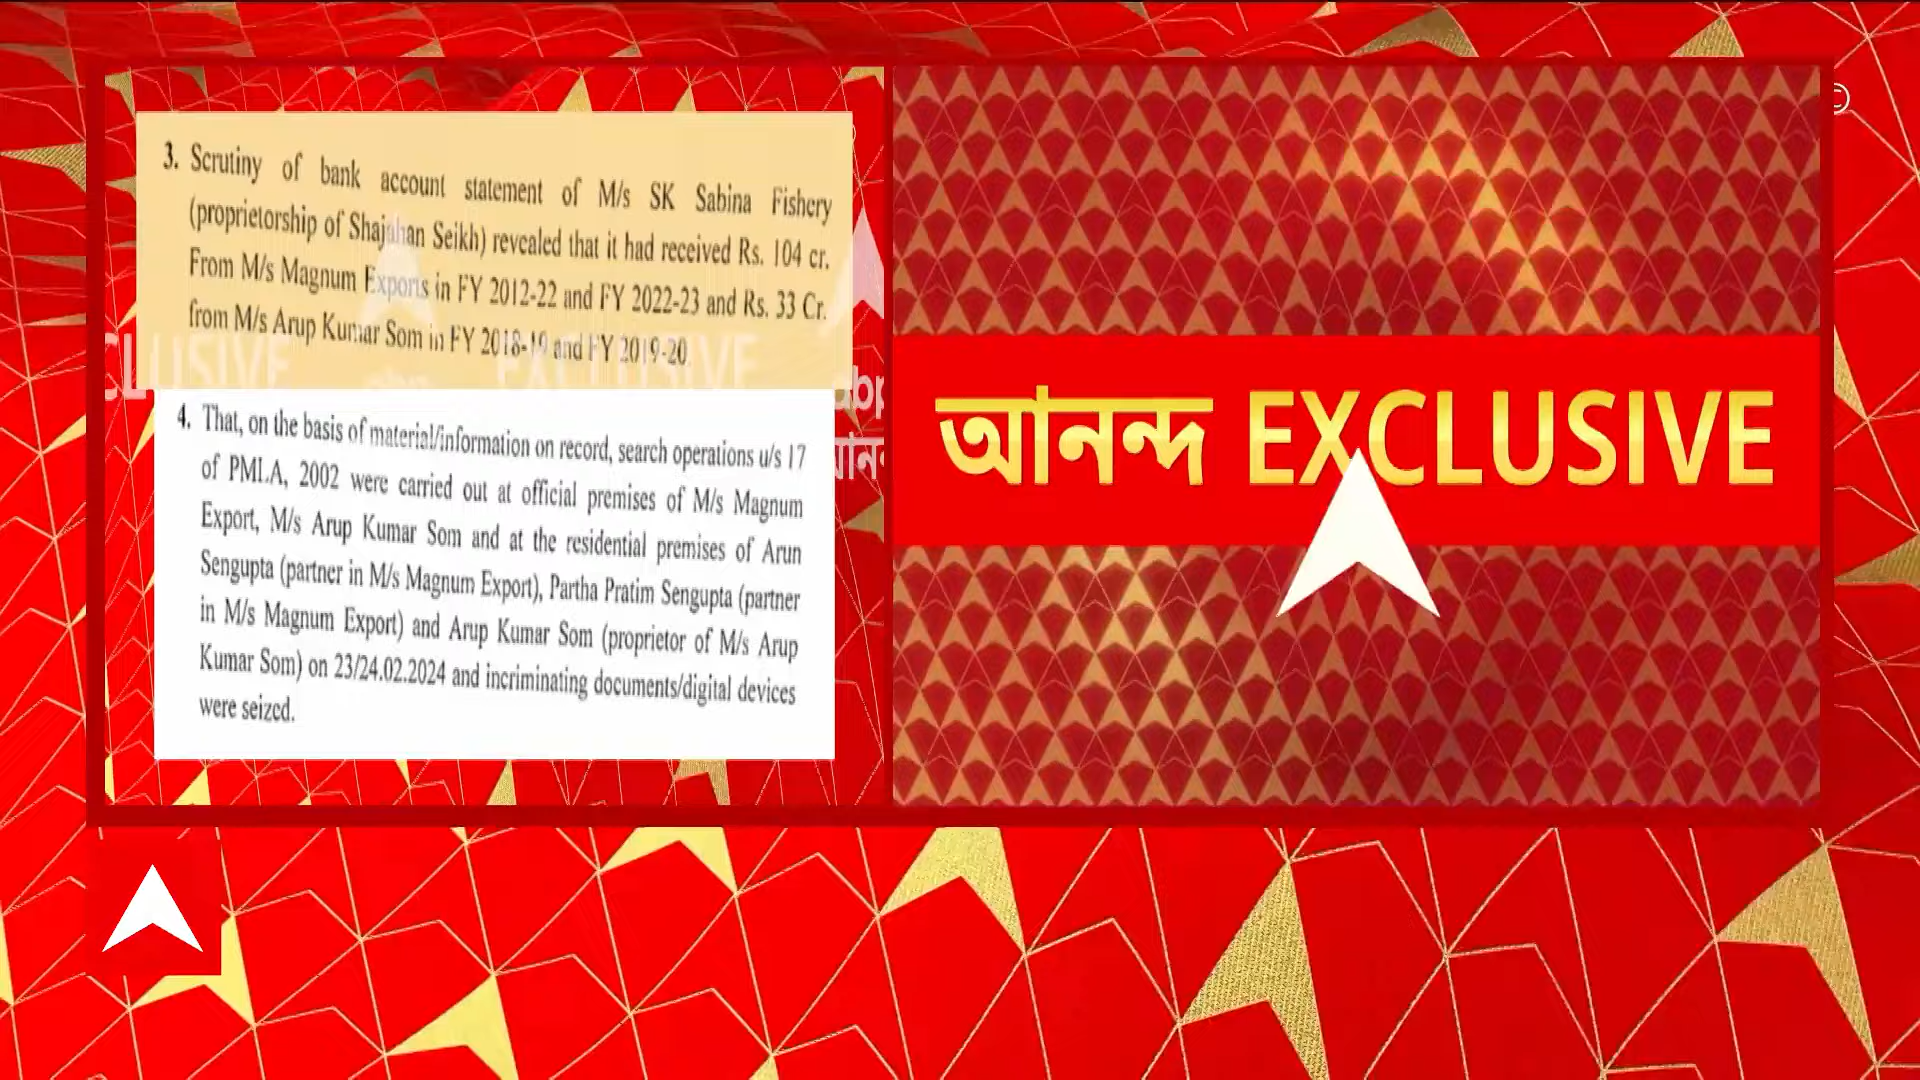 3. Scrutiny of bank account statement of M/s SK Sabina Fishery
(proprietorship of Shajahan Seikh) revealed that it had received Rs. 104 cr.
From M/s Magnum Exports in FY 2012-22 and FY 2022-23 and Rs. 33 Cr.
from M/s Arup Kumar Som in FY 2018-19 and FY 2019-20
4. That, on the basis of material/information on record, search operations u/s 17
of PMLA, 2002 were carried out at official premises of M/s Magnum
Export, M/s Arup Kumar Som and at the residential premises of Arun
Sengupta (partner in M/s Magnum Export), Partha Pratim Sengupta (partner
in M/s Magnum Export) and Arup Kumar Som (proprietor of M/s Arup
Kumar Som) on 23/24.02.2024 and incriminating documents/digital devices
were seized.
CLUSIVE
abp
EXCLUSIVE
abp
আনন্দ EXCLUSIVE
©